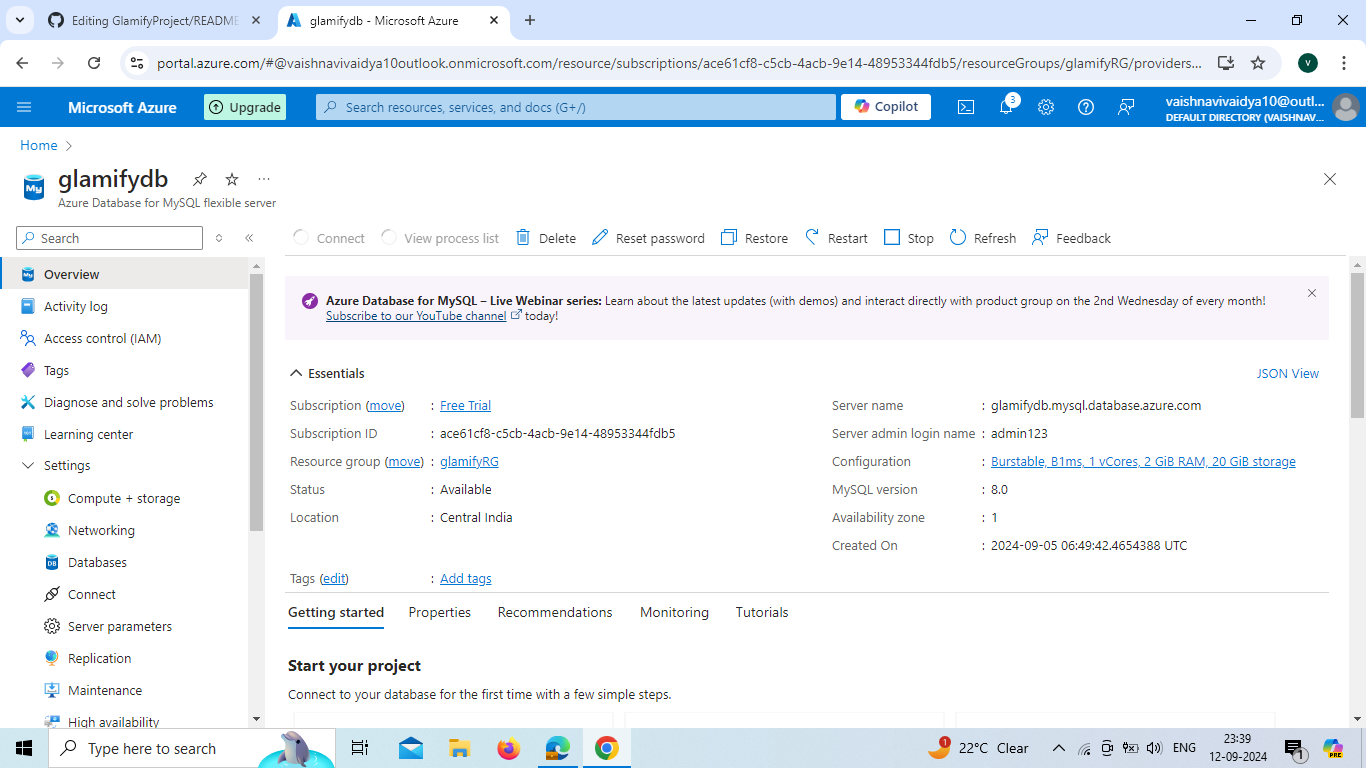 Editing GlamifyProject/README
glamifydb - Microsoft Azure
portal.azure.com/#@vaishnavivaidya10outlook.onmicrosoft.com/resource/subscriptions/ace61cf8-c5cb-4acb-9e14-48953344fdb5/resourceGroups/glamifyRG/providers...
V
Microsoft Azure
Upgrade
Search resources, services, and docs (G+/)
Copilot
3
vaishnavivaidya10@outl...
DEFAULT DIRECTORY (VAISHNAV...
Home
My
glamifydb
...
Azure Database for MySQL flexible server
Search
Connect
View process list
Delete
Reset password
Restore
Restart
Stop
Refresh
Feedback
Overview
Activity log
Access control (IAM)
Tags
Diagnose and solve problems
Learning center
Settings
Compute + storage
Networking
Databases
Connect
Server parameters
Replication
Maintenance
High availability
Azure Database for MySQL – Live Webinar series: Learn about the latest updates (with demos) and interact directly with product group on the 2nd Wednesday of every month!
Subscribe to our YouTube channel today!
Essentials
JSON View
Subscription (move) : Free Trial
Subscription ID : ace61cf8-c5cb-4acb-9e14-48953344fdb5
Resource group (move) : glamifyRG
Status : Available
Location : Central India
Server name : glamifydb.mysql.database.azure.com
Server admin login name : admin123
Configuration : Burstable, B1ms, 1 vCores, 2 GiB RAM, 20 GiB storage
MySQL version : 8.0
Availability zone : 1
Created On : 2024-09-05 06:49:42.4654388 UTC
Tags (edit) : Add tags
Getting started
Properties
Recommendations
Monitoring
Tutorials
Start your project
Connect to your database for the first time with a few simple steps.
Type here to search
1
22°C Clear
ENG
23:39
12-09-2024
1
PRE